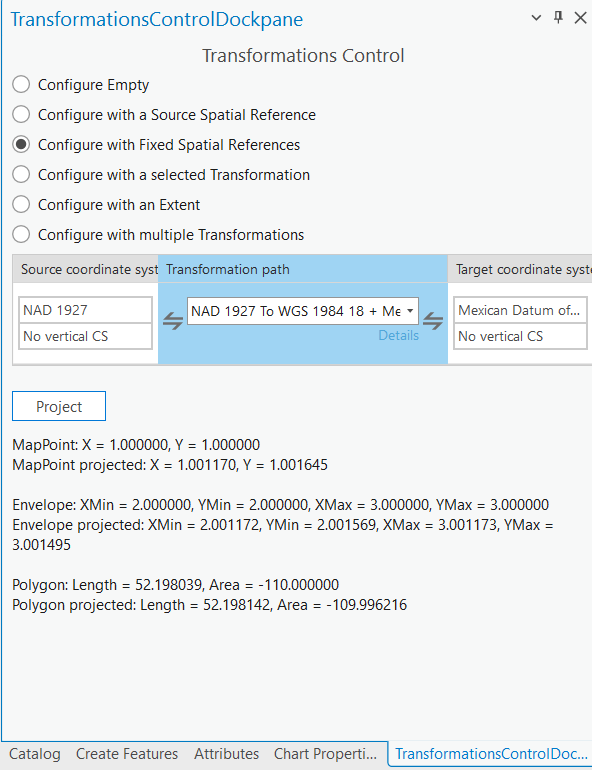 TransformationsControlDockpane
Transformations Control
Configure Empty
Configure with a Source Spatial Reference
Configure with Fixed Spatial References
Configure with a selected Transformation
Configure with an Extent
Configure with multiple Transformations
Source coordinate syst Transformation path Target coordinate syste
NAD 1927 NAD 1927 To WGS 1984 18 + Me Mexican Datum of...
No vertical CS Details No vertical CS
Project
MapPoint: X = 1.000000, Y = 1.000000
MapPoint projected: X = 1.001170, Y = 1.001645
Envelope: XMin = 2.000000, YMin = 2.000000, XMax = 3.000000, YMax = 3.000000
Envelope projected: XMin = 2.001172, YMin = 2.001569, XMax = 3.001173, YMax =
3.001495
Polygon: Length = 52.198039, Area = -110.000000
Polygon projected: Length = 52.198142, Area = -109.996216
Catalog Create Features Attributes Chart Properti... TransformationsControlDoc...